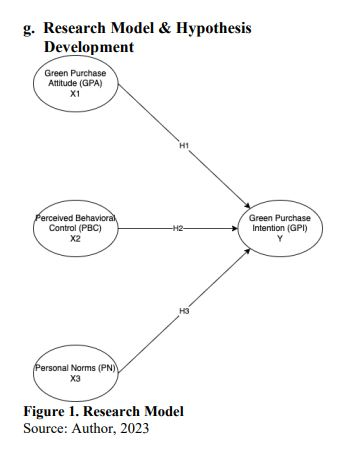 g. Research Model & Hypothesis
Development
Green Purchase
Attitude (GPA)
X1
H1
Perceived Behavioral
Control (PBC)
X2
H2
Green Purchase
Intention (GPI)
Y
H3
Personal Norms (PN)
X3
Figure 1. Research Model
Source: Author, 2023